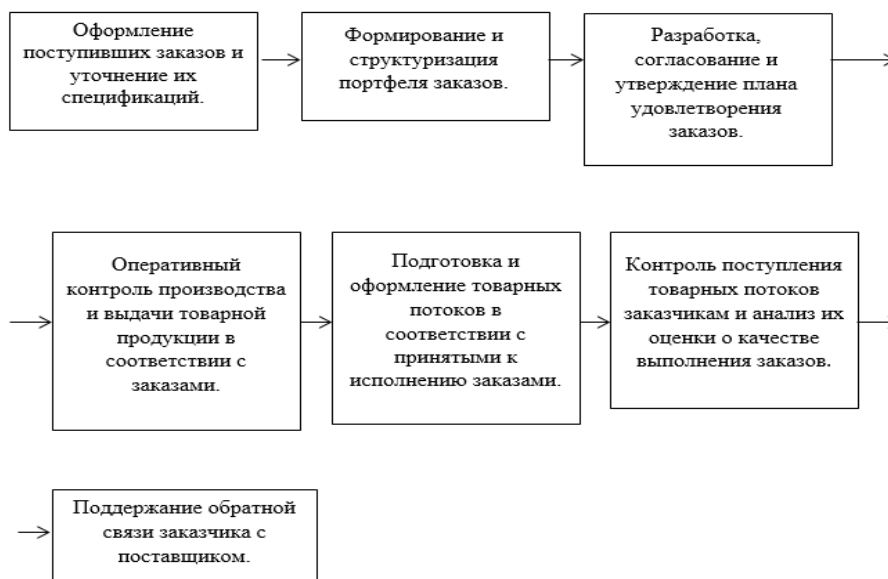 Оформление
поступивших заказов и
уточнение их
спецификаций.
Формирование и
структуризация
портфеля заказов.
Разработка,
согласование и
утверждение плана
удовлетворения
заказов.
Оперативный
контроль производства
и выдачи товарной
продукции в
соответствии с
заказами.
Подготовка и
оформление товарных
потоков в
соответствии с
принятыми к
исполнению заказами.
Контроль поступления
товарных потоков
заказчикам и анализ их
оценки о качестве
выполнения заказов.
Поддержание обратной
связи заказчика с
поставщиком.